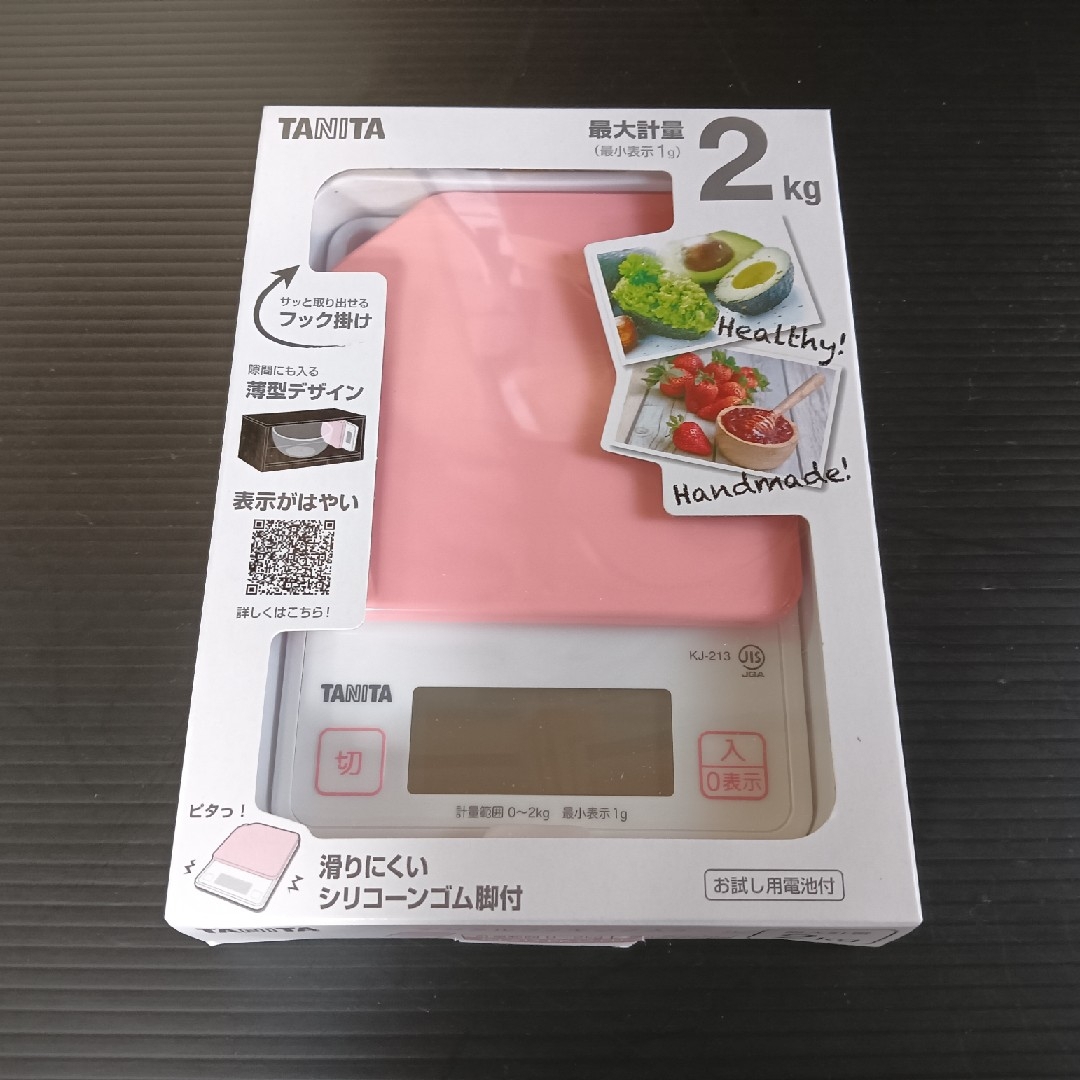 TANITA
最大計量
(最小表示1g)
2kg
サッと取り出せる
フック掛け
隙間にも入る
薄型デザイン
表示がはやい
詳しくはこちら!
Healthy!
Handmade!
KJ-213 JIS
JQA
TANITA
切
入
0表示
計量範囲 0~2kg 最小表示1g
ピタっ!
滑りにくい
シリコーンゴム脚付
お試し用電池付
TANITA